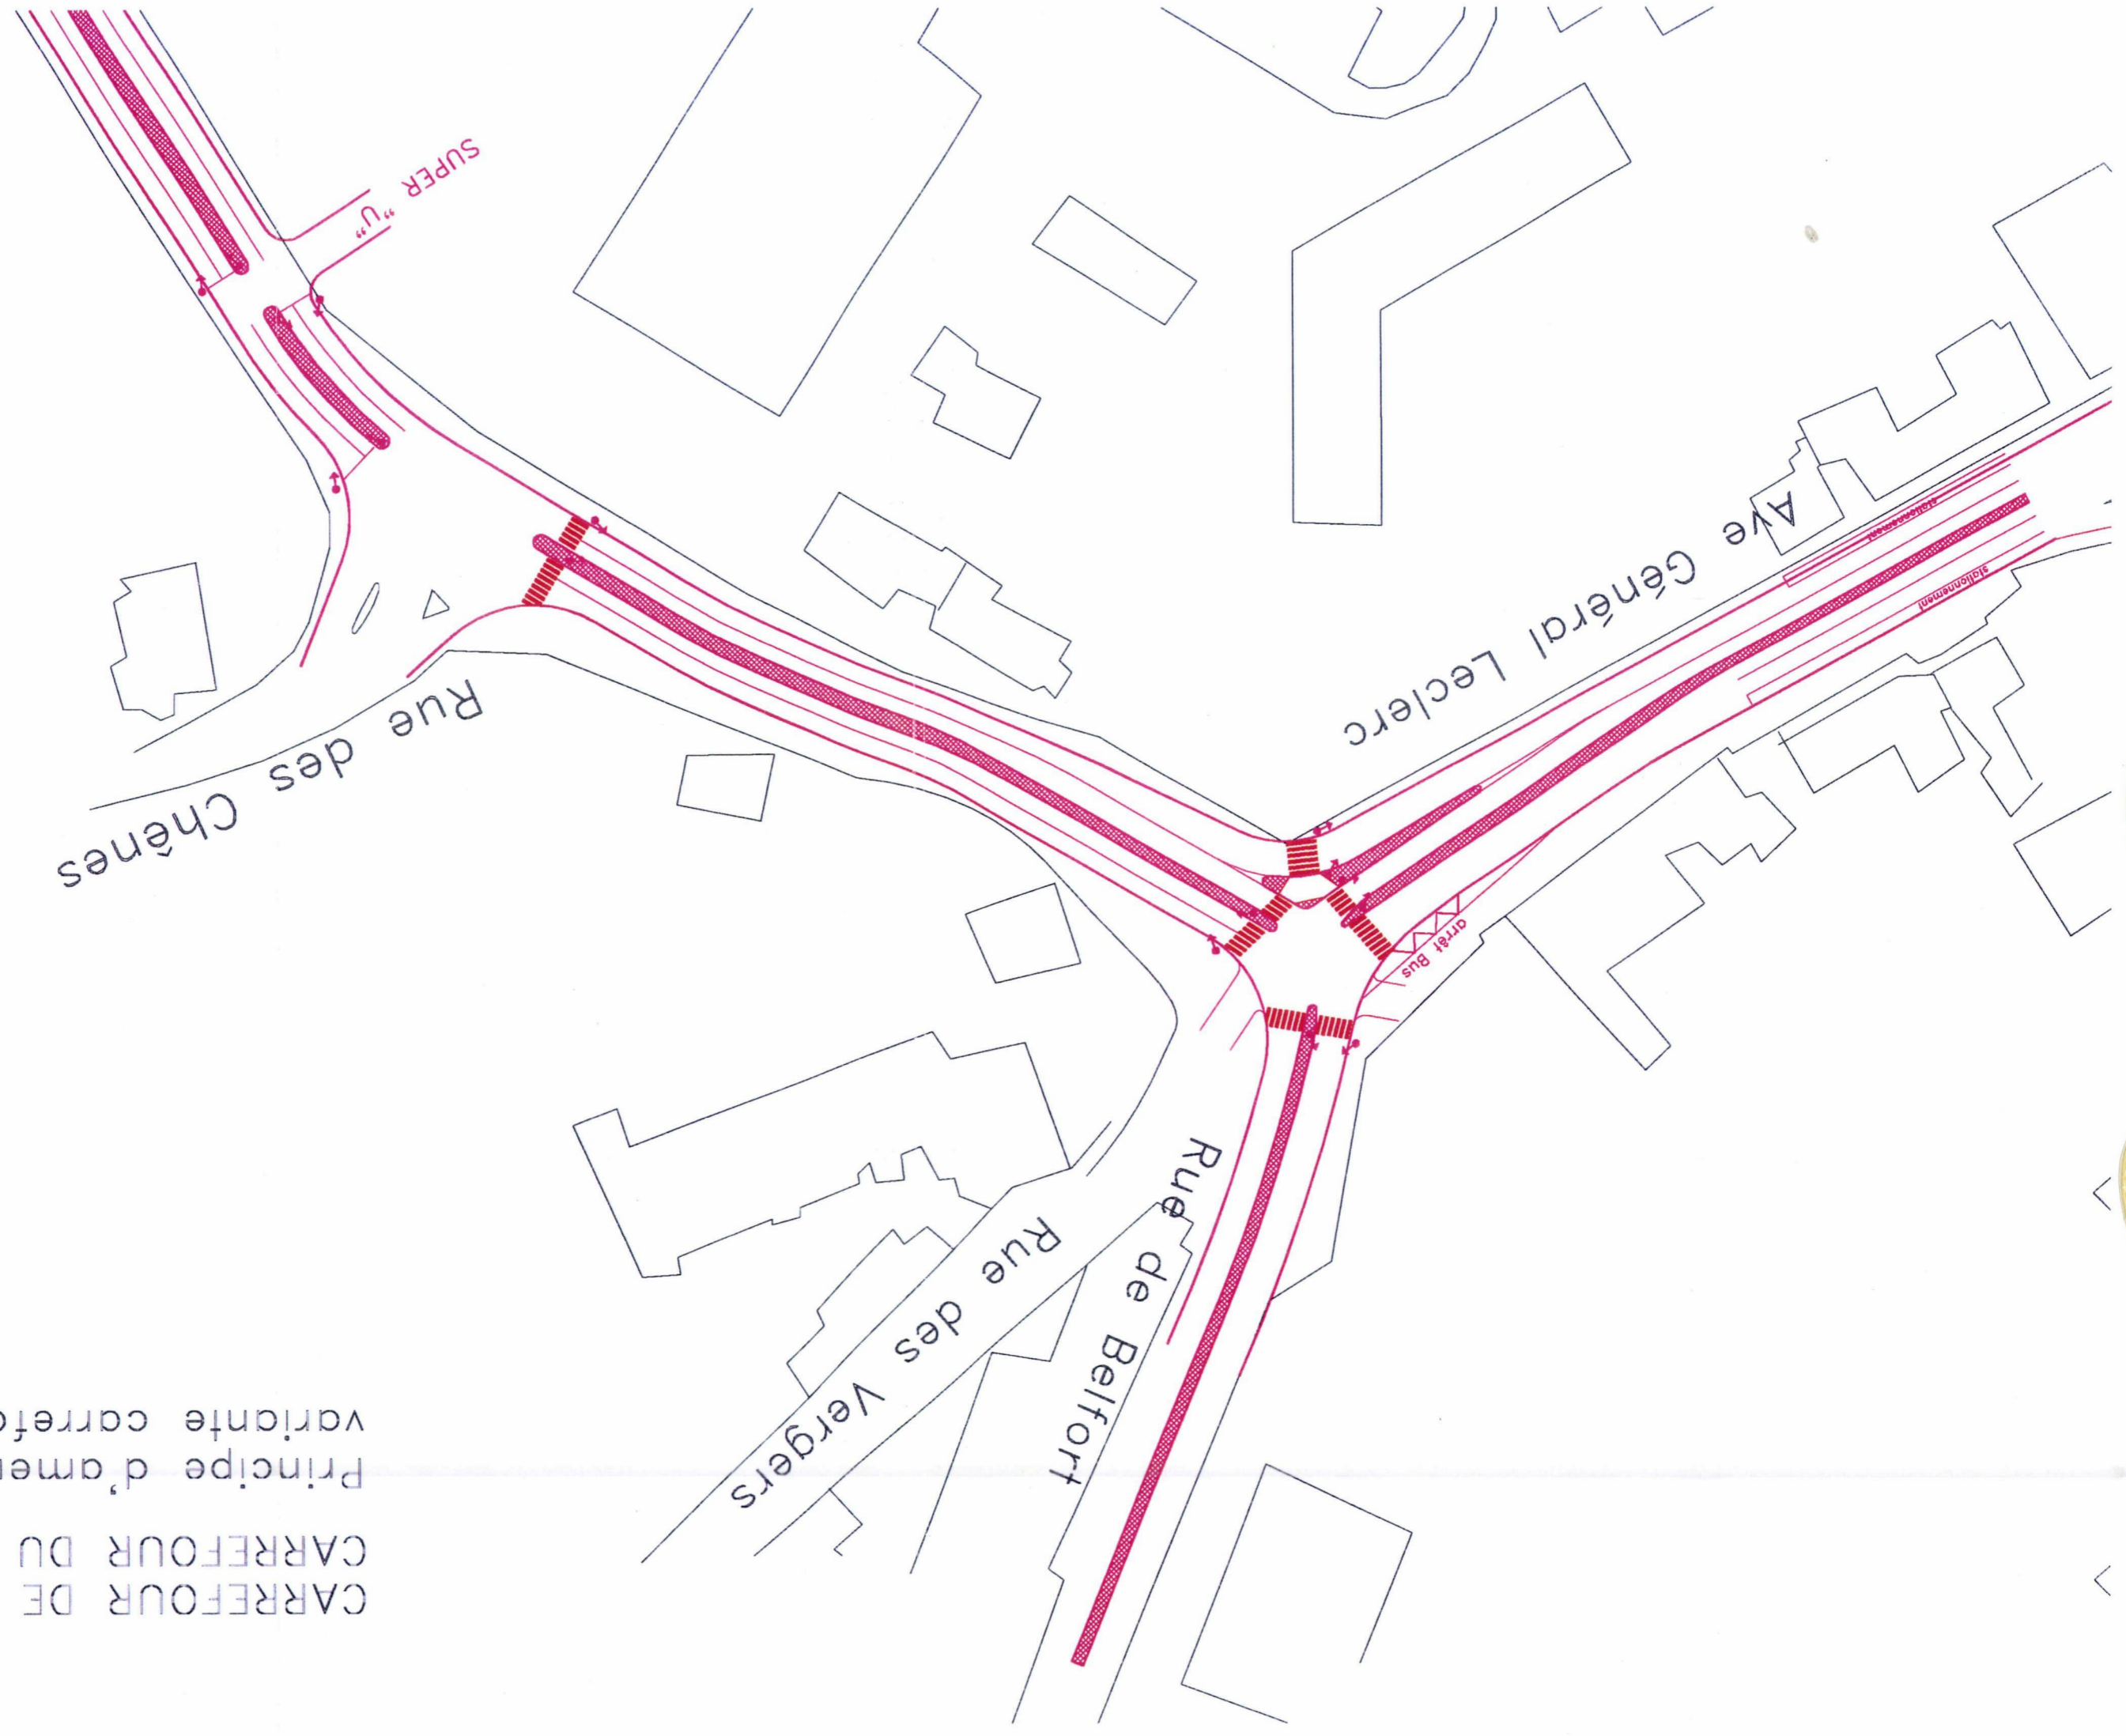 CARREFOUR DE
CARREFOUR DU
Principe d'amen
variante carrefo
Rue de Belfort
Rue des Vergers
arrêt Bus
Rue des Chênes
Ave Général Leclerc
stationnement
stationnement
SUPER
"U"